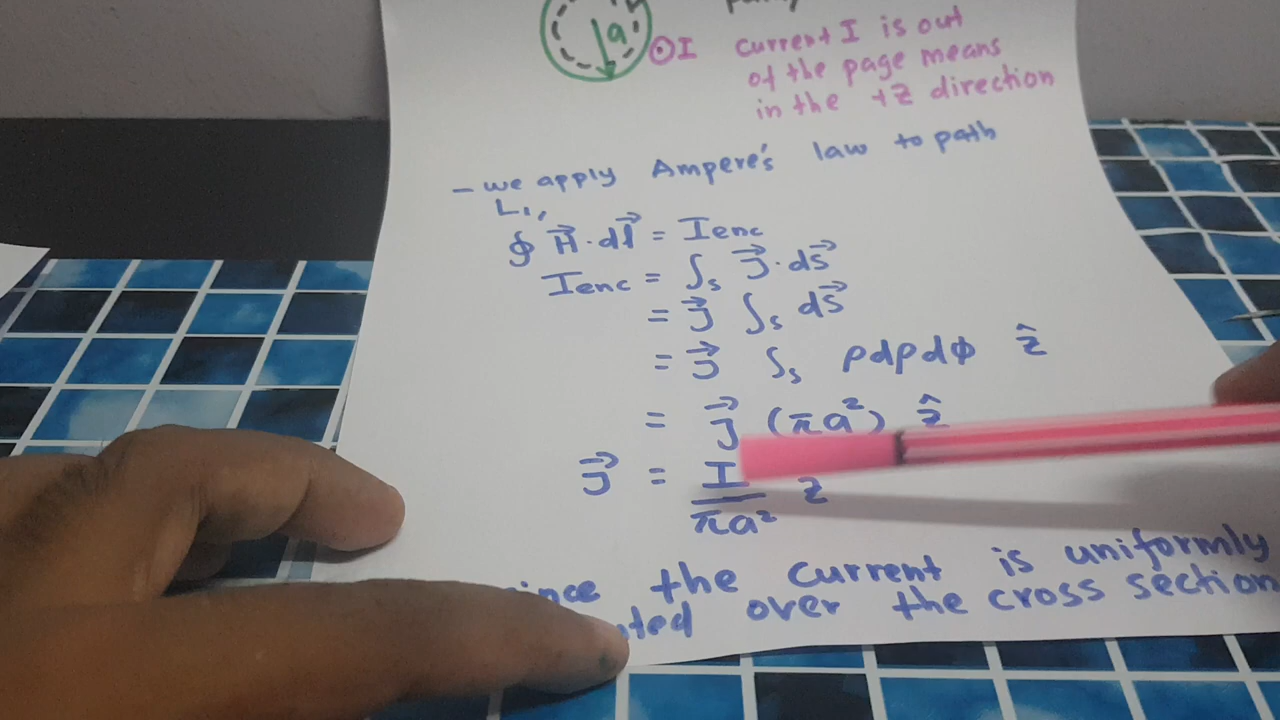 a
⊙I current I is out
of the page means
in the +z direction
- we apply Ampere's law to path
L1,
∮ H⃗ · dl⃗ = Ienc
Ienc = ∫s J⃗ · ds⃗
= J⃗ ∫s ds⃗
= J⃗ ∫s ρdρdφ ẑ
= J⃗ (πa²) ẑ
J⃗ = I/πa² z
the current is uniformly
over the cross section